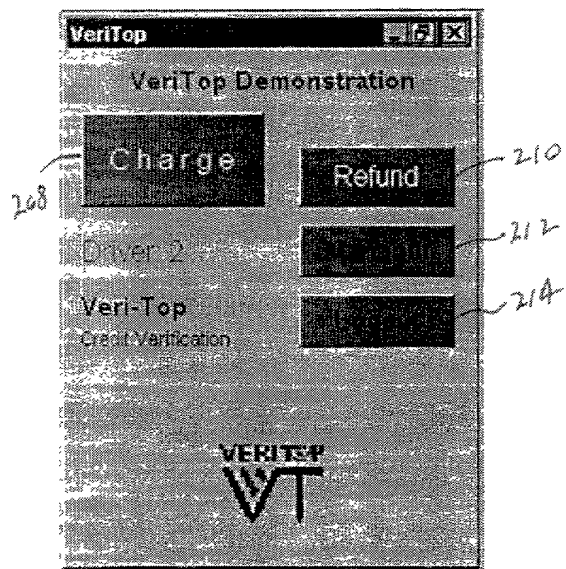 VeriTop
VeriTop Demonstration
Charge
208
Refund
210
Driver 2
212
Veri-Top
Credit Verification
214
VERITOP
VT